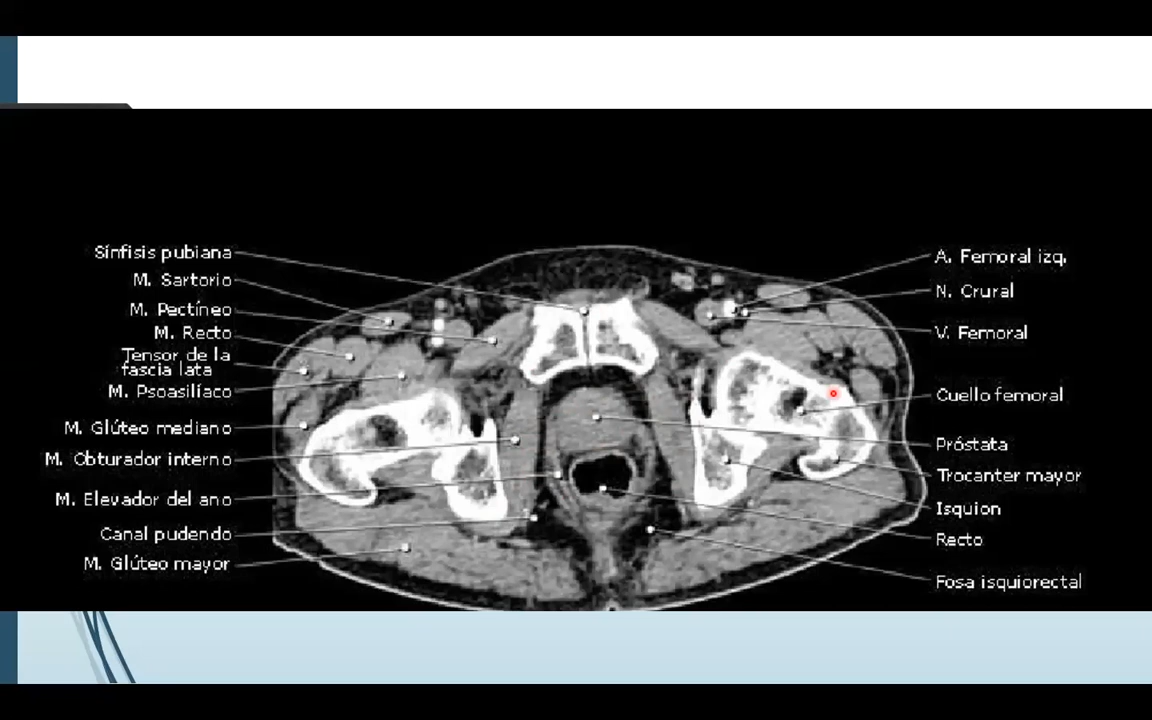 Sínfisis pubiana
M. Sartorio
M. Pectíneo
M. Recto
Tensor de la
fascia lata
M. Psoasilíaco
M. Glúteo mediano
M. Obturador interno
M. Elevador del ano
Canal pudendo
M. Glúteo mayor
A. Femoral izq.
N. Crural
V. Femoral
Cuello femoral
Próstata
Trocanter mayor
Isquion
Recto
Fosa isquiorectal